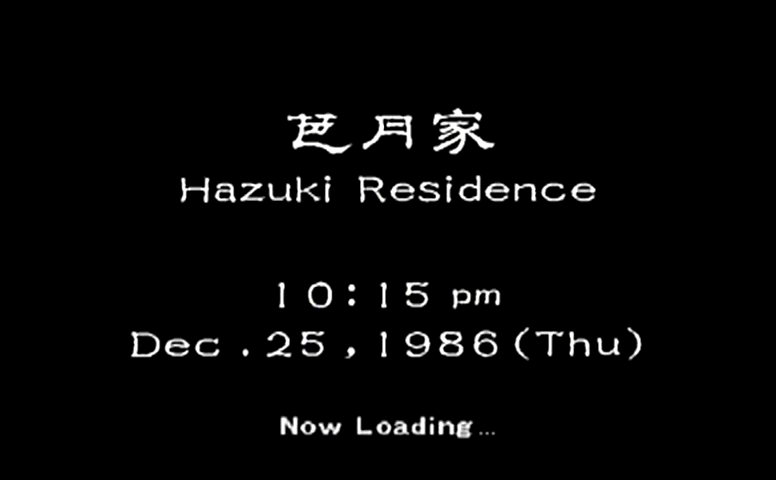 芭月家
Hazuki Residence
10:15 pm
Dec .25 ,1986(Thu)
Now Loading...